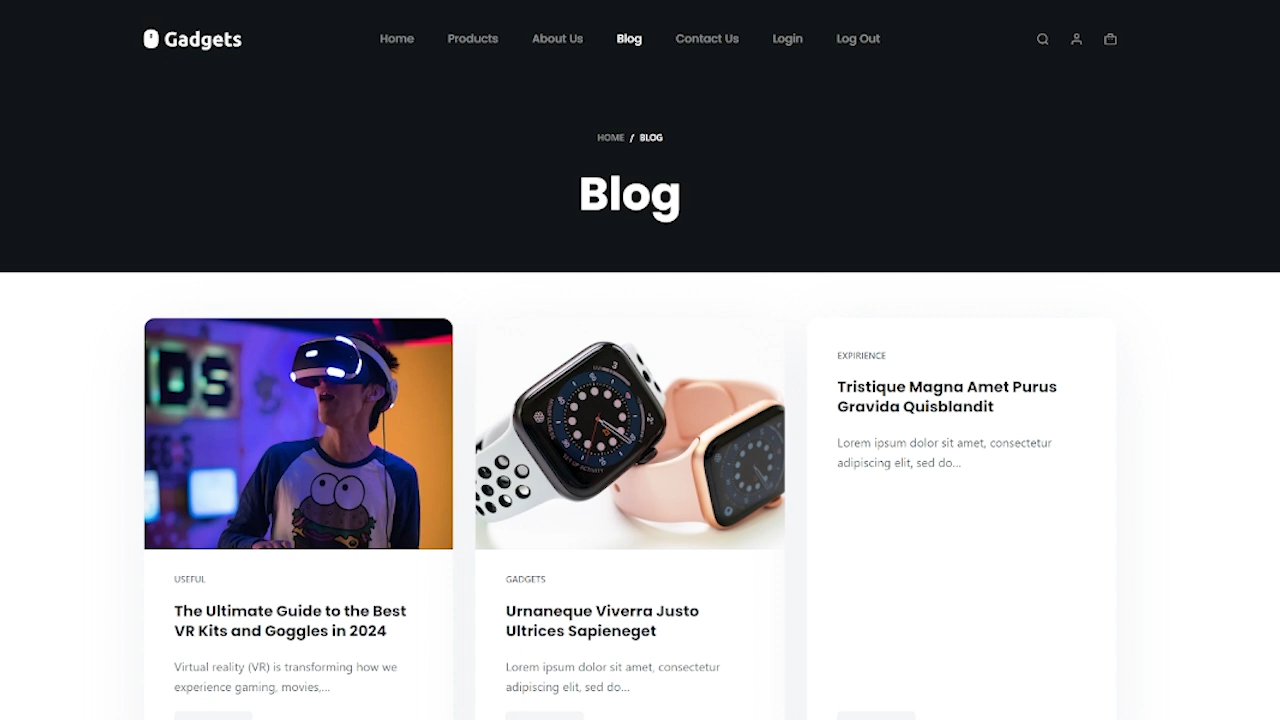 Gadgets
Home Products About Us Blog Contact Us Login Log Out
HOME / BLOG
Blog
USEFUL
The Ultimate Guide to the Best
VR Kits and Goggles in 2024
Virtual reality (VR) is transforming how we
experience gaming, movies,...
GADGETS
Urnaneque Viverra Justo
Ultrices Sapieneget
Lorem ipsum dolor sit amet, consectetur
adipiscing elit, sed do...
EXPIRIENCE
Tristique Magna Amet Purus
Gravida Quisblandit
Lorem ipsum dolor sit amet, consectetur
adipiscing elit, sed do...